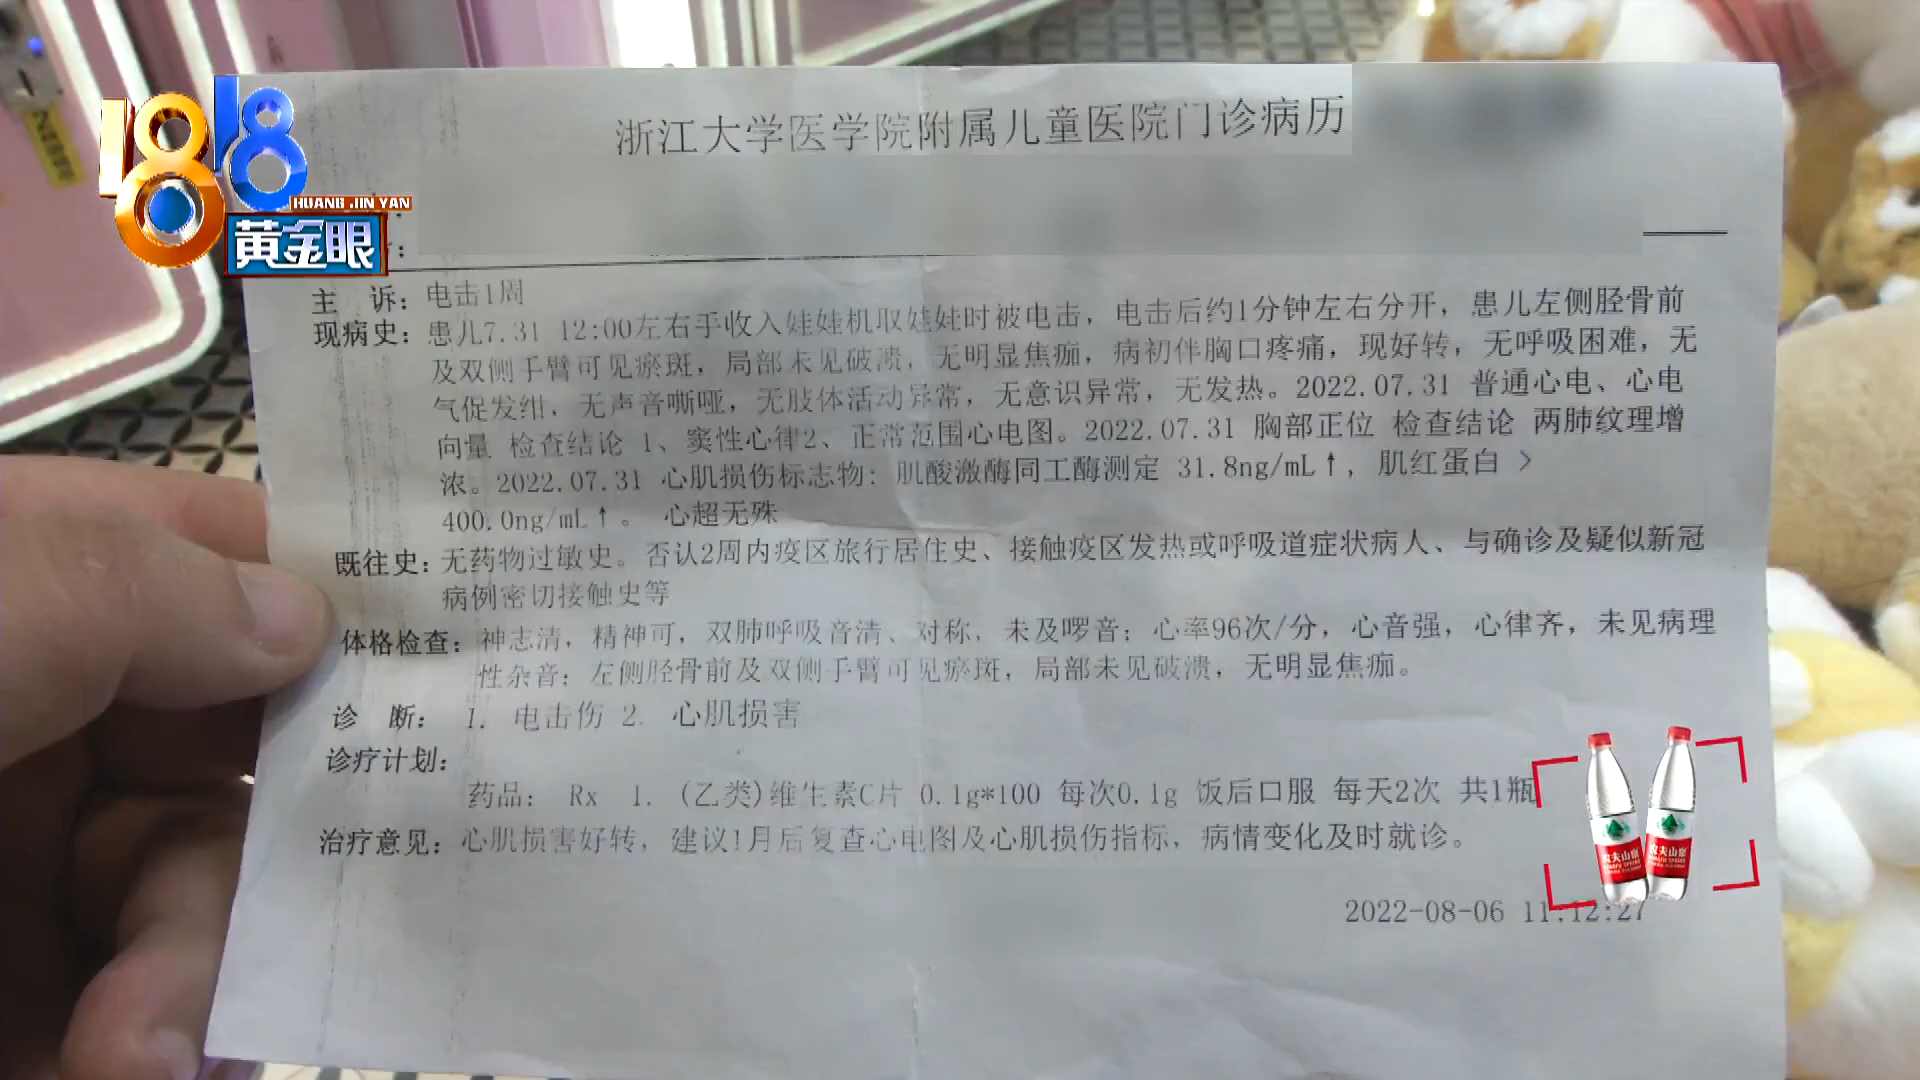 浙江大学医学院附属儿童医院门诊病历
1818
HUANG JIN YAN
黄金眼
主 诉：电击1周
现病史：患儿7.31 12:00左右手收入娃娃机取娃娃时被电击，电击后约1分钟左右分开，患儿左侧胫骨前
及双侧手臂可见瘀斑，局部未见破溃，无明显焦痂，病初伴胸口疼痛，现好转，无呼吸困难，无
气促发绀，无声音嘶哑，无肢体活动异常，无意识异常，无发热。2022.07.31 普通心电、心电
向量 检查结论 1、窦性心律2、正常范围心电图。2022.07.31 胸部正位 检查结论 两肺纹理增
浓。2022.07.31 心肌损伤标志物：肌酸激酶同工酶测定 31.8ng/mL↑，肌红蛋白 >
400.0ng/mL↑。 心超无殊
既往史：无药物过敏史。否认2周内疫区旅行居住史、接触疫区发热或呼吸道症状病人、与确诊及疑似新冠
病例密切接触史等
体格检查：神志清，精神可，双肺呼吸音清、对称，未及啰音；心率96次/分，心音强，心律齐，未见病理
性杂音；左侧胫骨前及双侧手臂可见瘀斑，局部未见破溃，无明显焦痂。
诊 断： 1. 电击伤 2. 心肌损害
诊疗计划：
药品： Rx 1. (乙类)维生素C片 0.1g*100 每次0.1g 饭后口服 每天2次 共1瓶
治疗意见：心肌损害好转，建议1月后复查心电图及心肌损伤指标，病情变化及时就诊。
2022-08-06 11:12:27